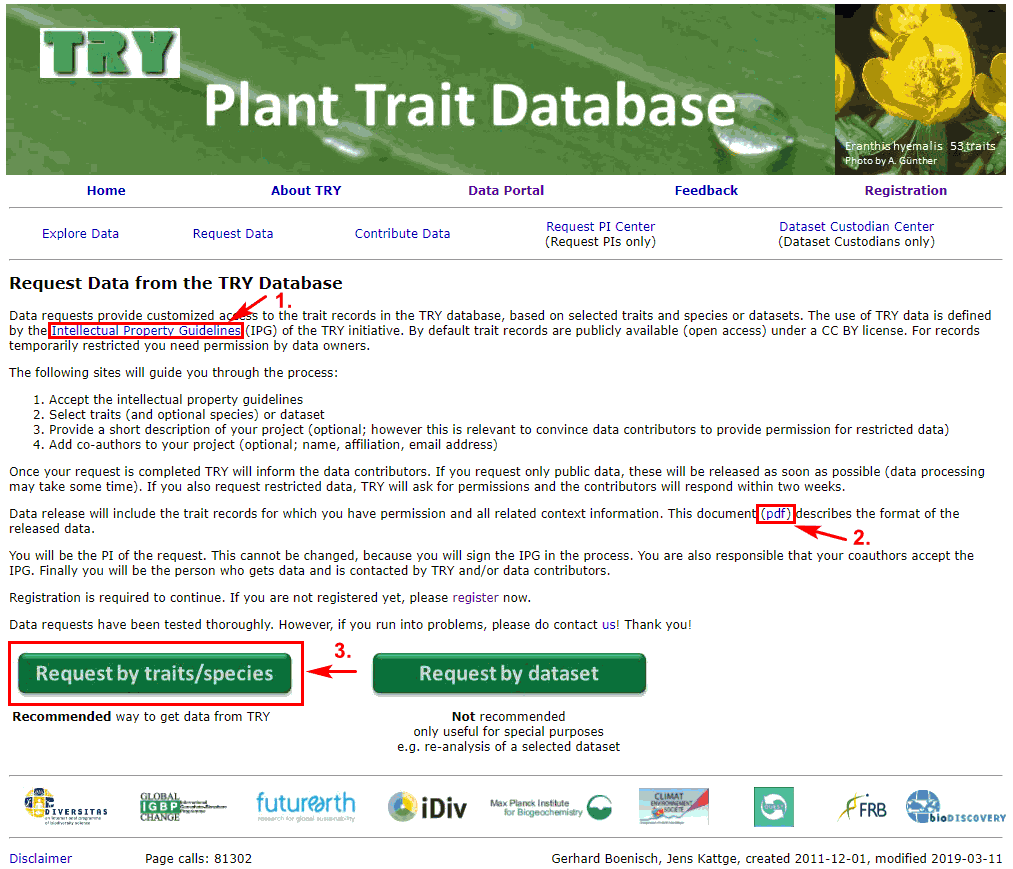 TRY
Plant Trait Database
Eranthis hyemalis 53 traits
Photo by A. Günther
Home About TRY Data Portal Feedback Registration
Explore Data Request Data Contribute Data Request PI Center Dataset Custodian Center
(Request PIs only) (Dataset Custodians only)
Request Data from the TRY Database
1.
Data requests provide customized access to the trait records in the TRY database, based on selected traits and species or datasets. The use of TRY data is defined
by the Intellectual Property Guidelines (IPG) of the TRY initiative. By default trait records are publicly available (open access) under a CC BY license. For records
temporarily restricted you need permission by data owners.
The following sites will guide you through the process:
1. Accept the intellectual property guidelines
2. Select traits (and optional species) or dataset
3. Provide a short description of your project (optional; however this is relevant to convince data contributors to provide permission for restricted data)
4. Add co-authors to your project (optional; name, affiliation, email address)
Once your request is completed TRY will inform the data contributors. If you request only public data, these will be released as soon as possible (data processing
may take some time). If you also request restricted data, TRY will ask for permissions and the contributors will respond within two weeks.
Data release will include the trait records for which you have permission and all related context information. This document (pdf) describes the format of the
released data.
2.
You will be the PI of the request. This cannot be changed, because you will sign the IPG in the process. You are also responsible that your coauthors accept the
IPG. Finally you will be the person who gets data and is contacted by TRY and/or data contributors.
Registration is required to continue. If you are not registered yet, please register now.
Data requests have been tested thoroughly. However, if you run into problems, please do contact us! Thank you!
3.
Request by traits/species Request by dataset
Recommended way to get data from TRY Not recommended
only useful for special purposes
e.g. re-analysis of a selected dataset
DIVERSITAS
an international programme
of biodiversity science
GLOBAL
IGBP International Geosphere-Biosphere Programme
CHANGE
futurearth
research for global sustainability
iDiv
Max Planck Institute
for Biogeochemistry
CLIMAT
ENVIRONNEMENT
SOCIÉTÉ
FRB
bioDISCOVERY
Disclaimer Page calls: 81302 Gerhard Boenisch, Jens Kattge, created 2011-12-01, modified 2019-03-11